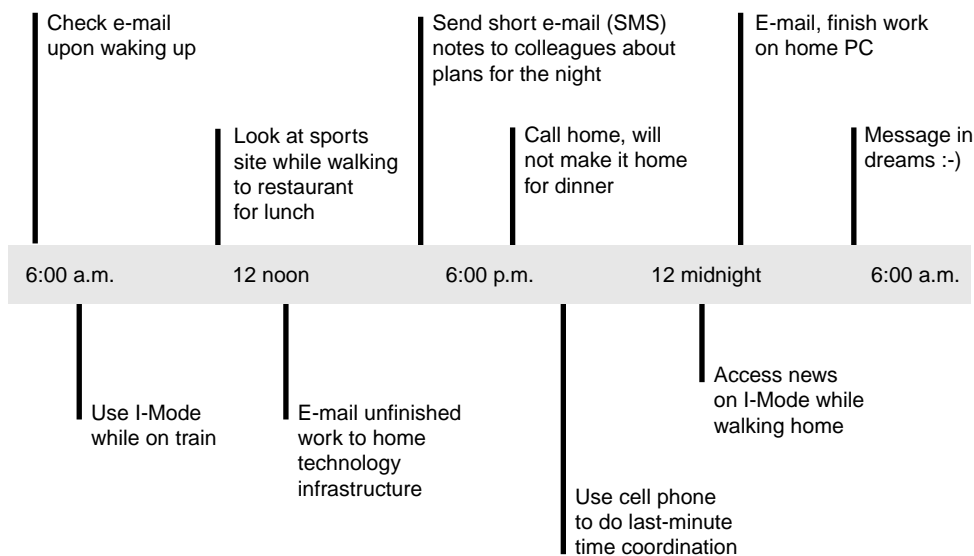 Check e-mail
upon waking up
Send short e-mail (SMS)
notes to colleagues about
plans for the night
E-mail, finish work
on home PC
Look at sports
site while walking
to restaurant
for lunch
Call home, will
not make it home
for dinner
Message in
dreams :-)
6:00 a.m.
12 noon
6:00 p.m.
12 midnight
6:00 a.m.
Use I-Mode
while on train
E-mail unfinished
work to home
technology
infrastructure
Access news
on I-Mode while
walking home
Use cell phone
to do last-minute
time coordination